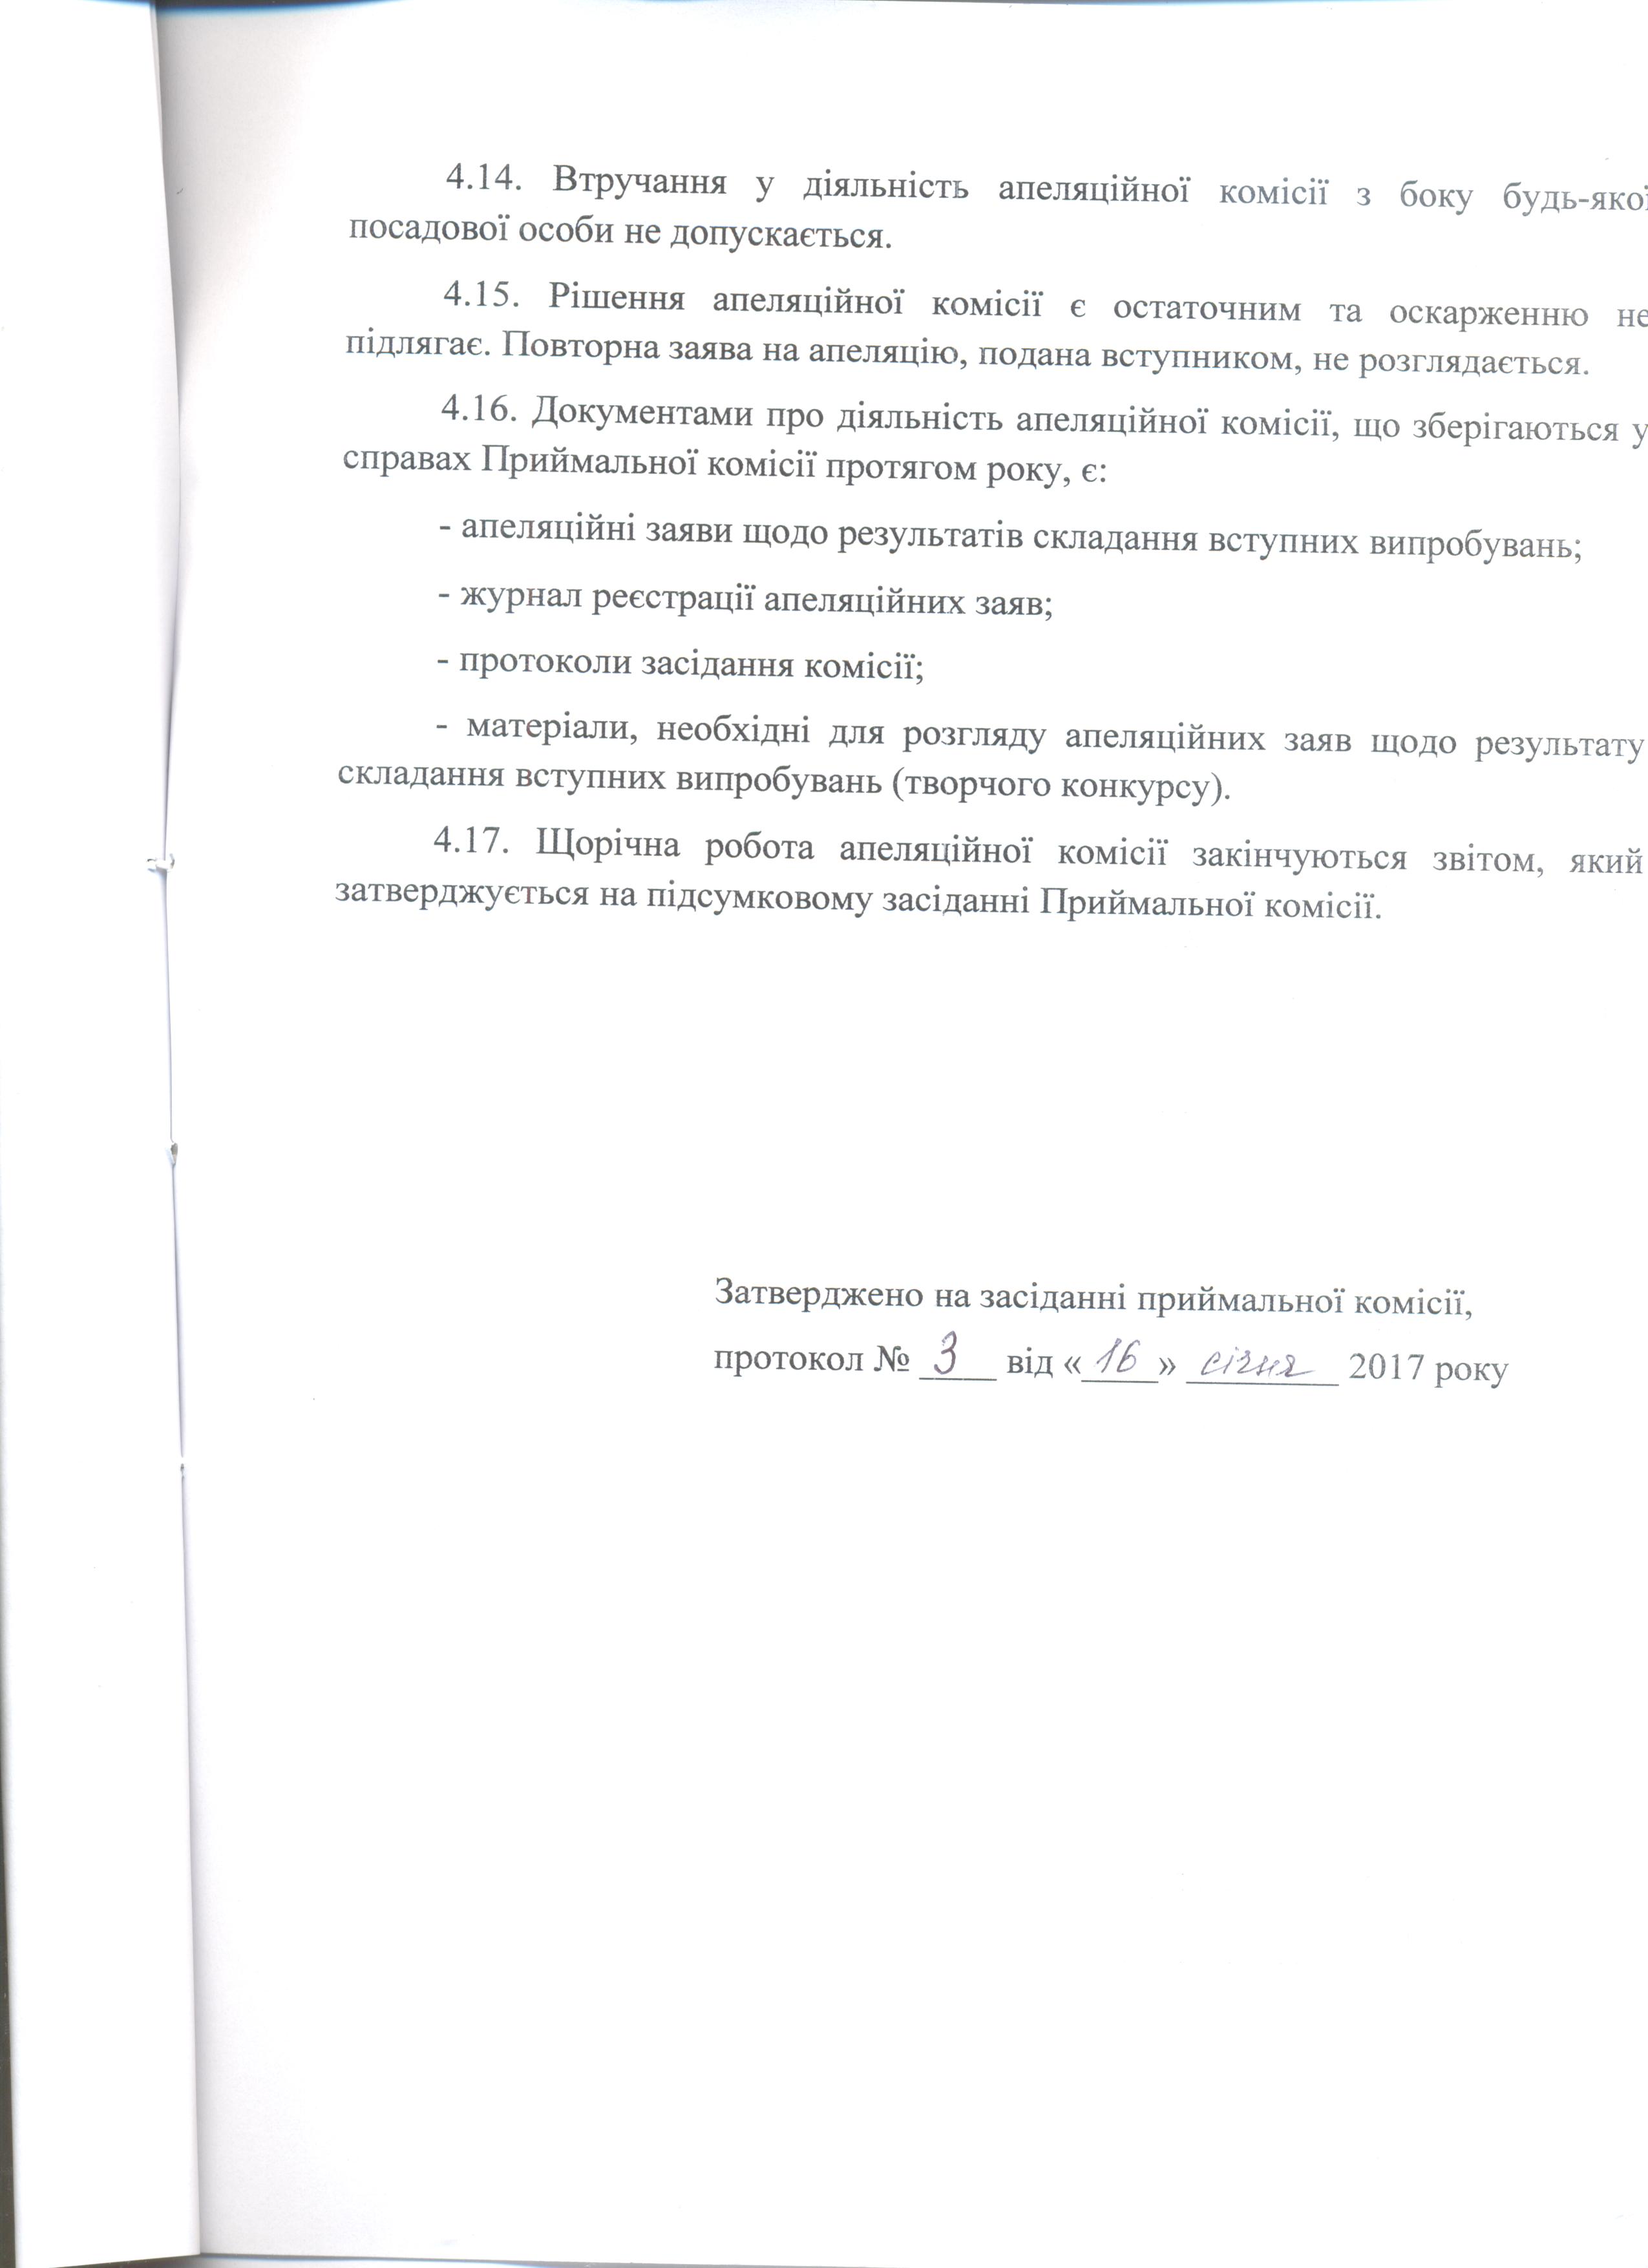 4.14. Втручання у діяльність апеляційної комісії з боку будь-якої
посадової особи не допускається.
4.15. Рішення апеляційної комісії є остаточним та оскарженню не
підлягає. Повторна заява на апеляцію, подана вступником, не розглядається.
4.16. Документами про діяльність апеляційної комісії, що зберігаються у
справах Приймальної комісії протягом року, є:
- апеляційні заяви щодо результатів складання вступних випробувань;
- журнал реєстрації апеляційних заяв;
- протоколи засідання комісії;
- матеріали, необхідні для розгляду апеляційних заяв щодо результату
складання вступних випробувань (творчого конкурсу).
4.17. Щорічна робота апеляційної комісії закінчуються звітом, який
затверджується на підсумковому засіданні Приймальної комісії.
Затверджено на засіданні приймальної комісії,
протокол № 3 від «16» січня 2017 року